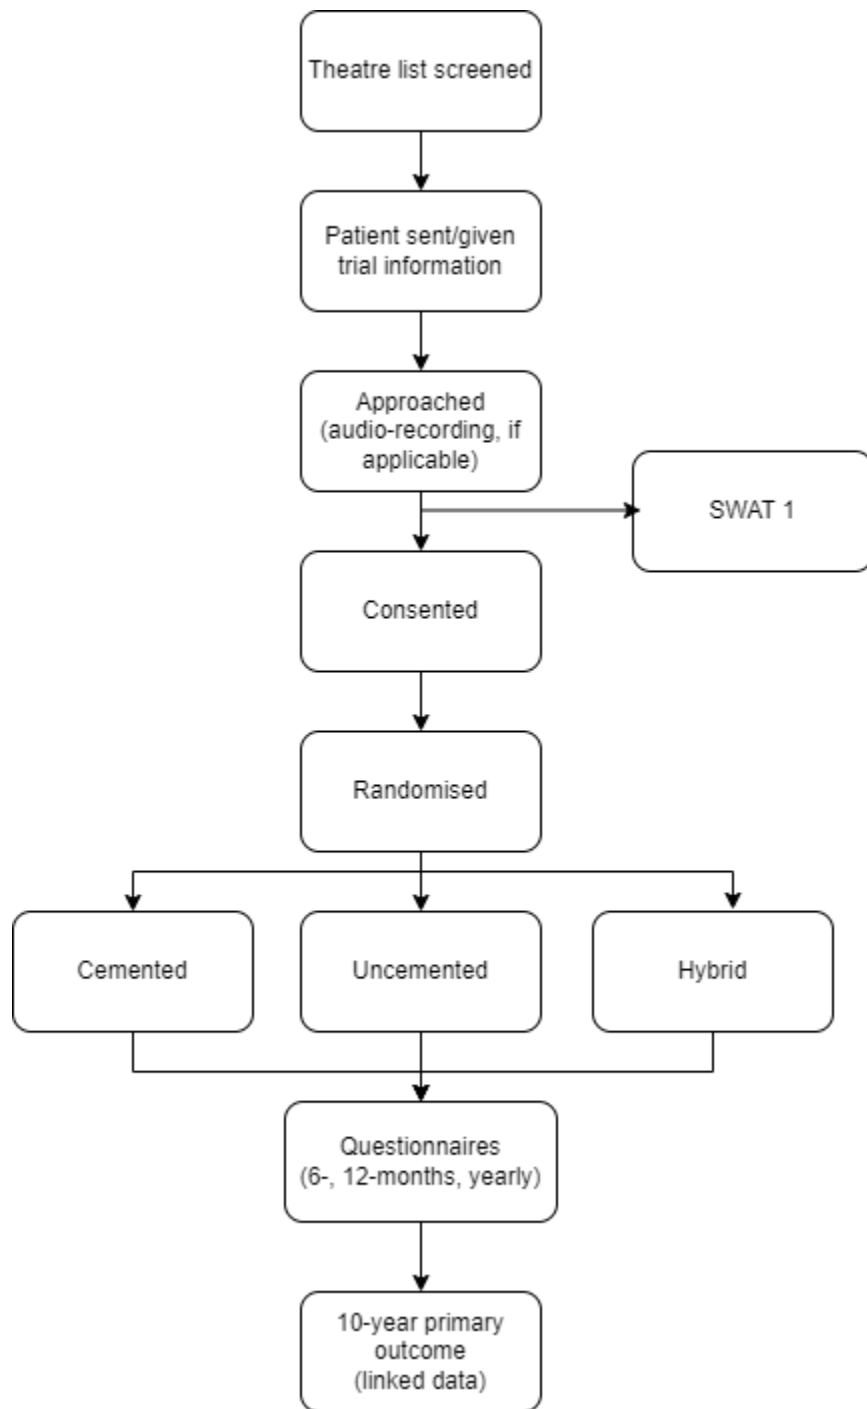 Theatre list screened
Patient sent/given
trial information
Approached
(audio-recording, if
applicable)
SWAT 1
Consented
Randomised
Cemented
Uncemented
Hybrid
Questionnaires
(6-, 12-months, yearly)
10-year primary
outcome
(linked data)